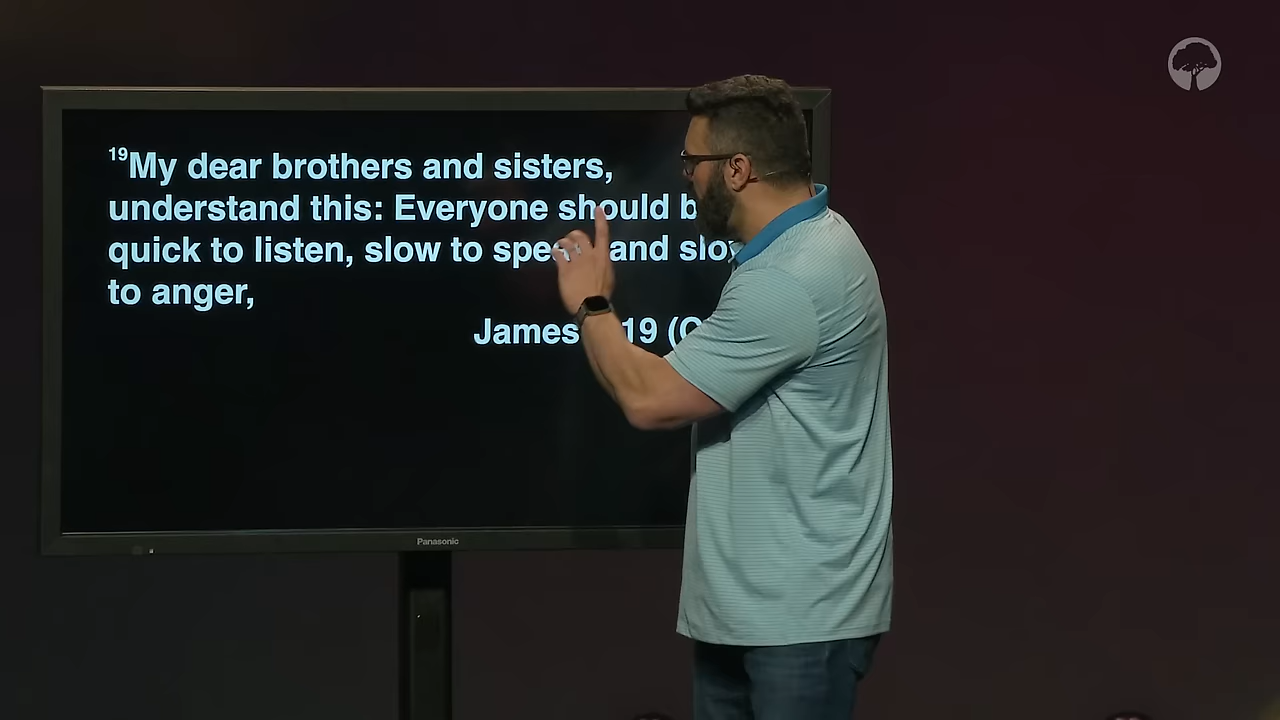 19My dear brothers and sisters,
understand this: Everyone should
quick to listen, slow to and
to anger,
James 19
Panasonic